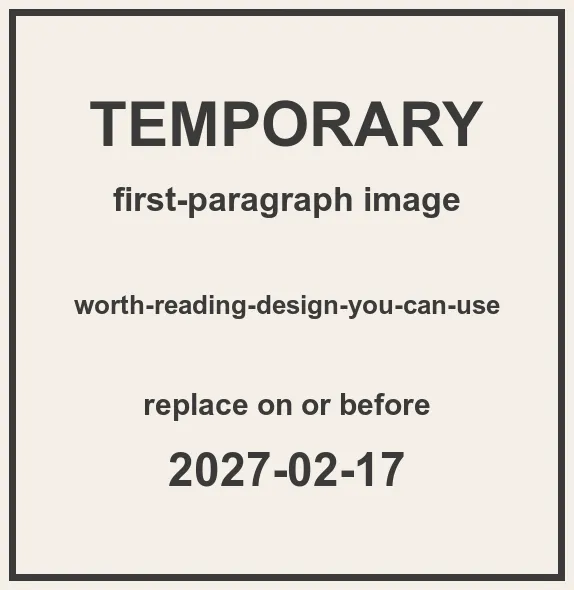 TEMPORARY
first-paragraph image
worth-reading-design-you-can-use
replace on or before
2027-02-17